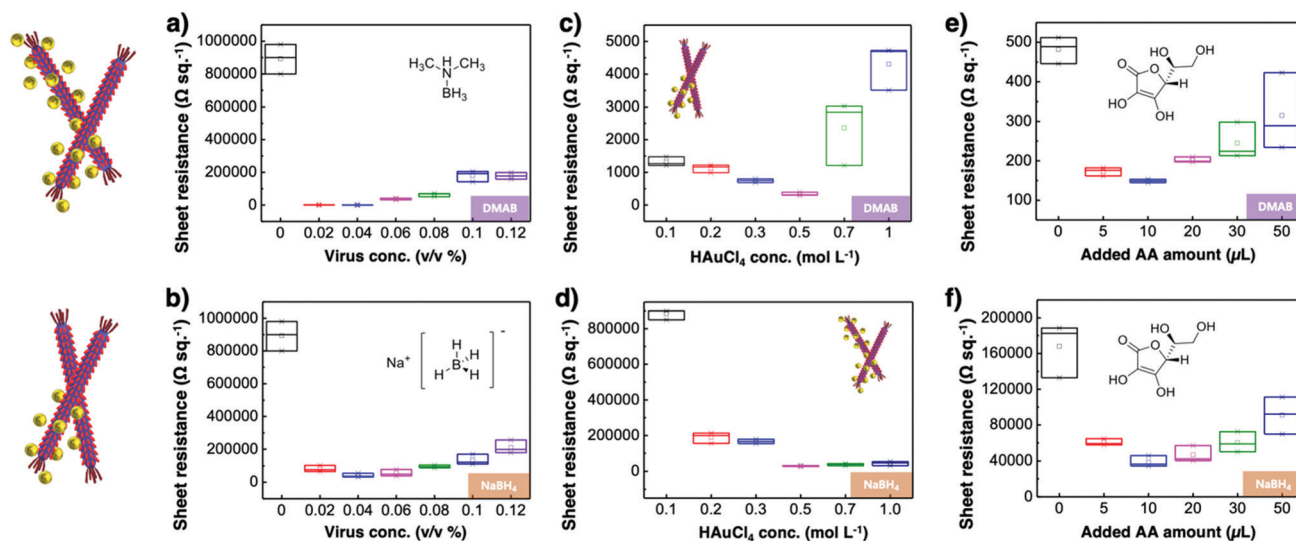 a)
Sheet resistance (Ω sq.⁻¹)
1000000
800000
600000
400000
200000
0
H
H₃C
N
CH₃
BH₃
DMAB
0 0.02 0.04 0.06 0.08 0.1 0.12
Virus conc. (v/v %)
c)
Sheet resistance (Ω sq.⁻¹)
5000
4000
3000
2000
1000
0
DMAB
0.1 0.2 0.3 0.5 0.7 1
HAuCl₄ conc. (mol L⁻¹)
e)
Sheet resistance (Ω sq.⁻¹)
500
400
300
200
100
HO
OH
O
O
H
HO
OH
DMAB
0 5 10 20 30 50
Added AA amount (µL)
b)
Sheet resistance (Ω sq.⁻¹)
1000000
800000
600000
400000
200000
0
Na⁺
H
B
H
H
H
-
NaBH₄
0 0.02 0.04 0.06 0.08 0.1 0.12
Virus conc. (v/v %)
d)
Sheet resistance (Ω sq.⁻¹)
800000
600000
400000
200000
0
NaBH₄
0.1 0.2 0.3 0.5 0.7 1.0
HAuCl₄ conc. (mol L⁻¹)
f)
Sheet resistance (Ω sq.⁻¹)
200000
160000
120000
80000
40000
0
HO
OH
O
O
H
HO
OH
NaBH₄
0 5 10 20 30 50
Added AA amount (µL)